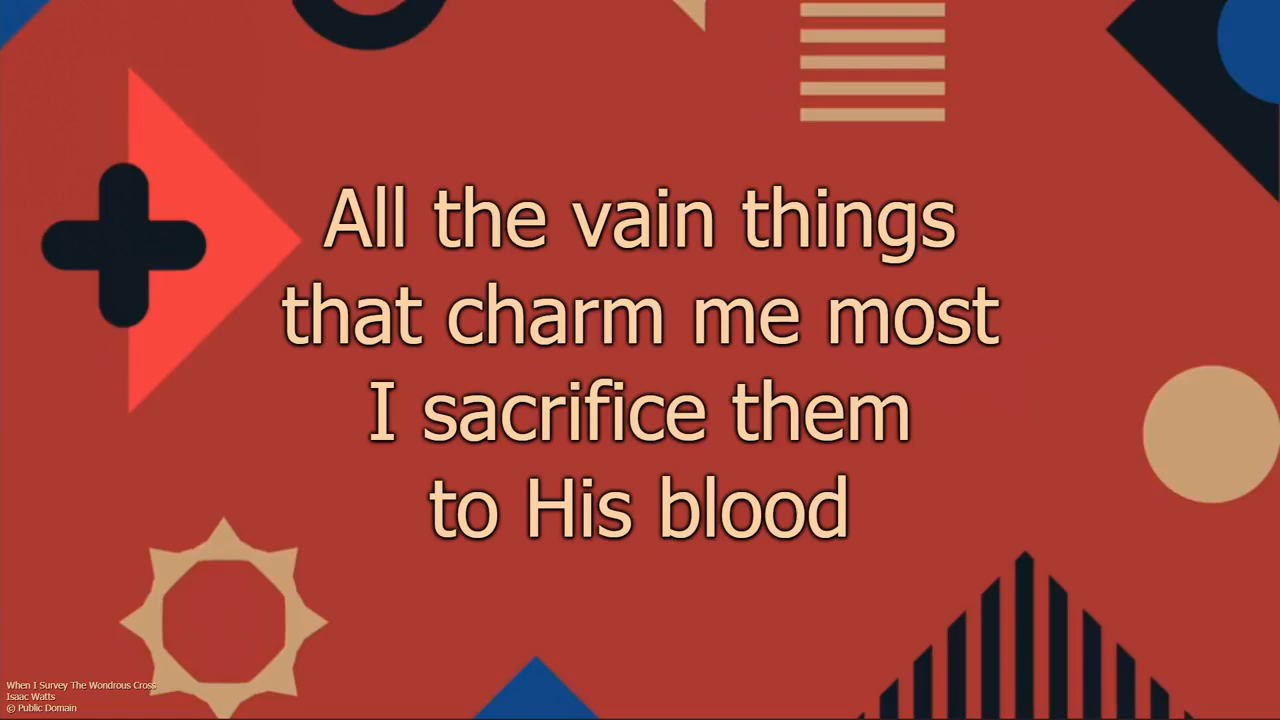 All the vain things
that charm me most
I sacrifice them
to His blood
When I Survey The Wondrous Cross
Isaac Watts
© Public Domain